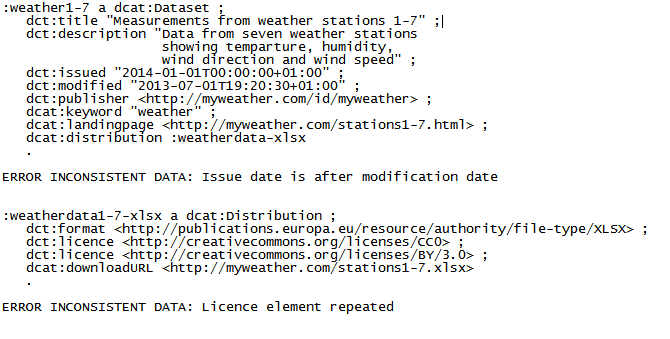 :weather1-7 a dcat:Dataset ;
dct:title "Measurements from weather stations 1-7" ;
dct:description "Data from seven weather stations
showing temparture, humidity,
wind direction and wind speed" ;
dct:issued "2014-01-01T00:00:00+01:00" ;
dct:modified "2013-07-01T19:20:30+01:00" ;
dct:publisher <http://myweather.com/id/myweather> ;
dcat:keyword "weather" ;
dcat:landingpage <http://myweather.com/stations1-7.html> ;
dcat:distribution :weatherdata-xlsx
.
ERROR INCONSISTENT DATA: Issue date is after modification date
:weatherdata1-7-xlsx a dcat:Distribution ;
dct:format <http://publications.europa.eu/resource/authority/file-type/XLSX> ;
dct:licence <http://creativecommons.org/licenses/CC0> ;
dct:licence <http://creativecommons.org/licenses/BY/3.0> ;
dcat:downloadURL <http://myweather.com/stations1-7.xlsx>
.
ERROR INCONSISTENT DATA: Licence element repeated